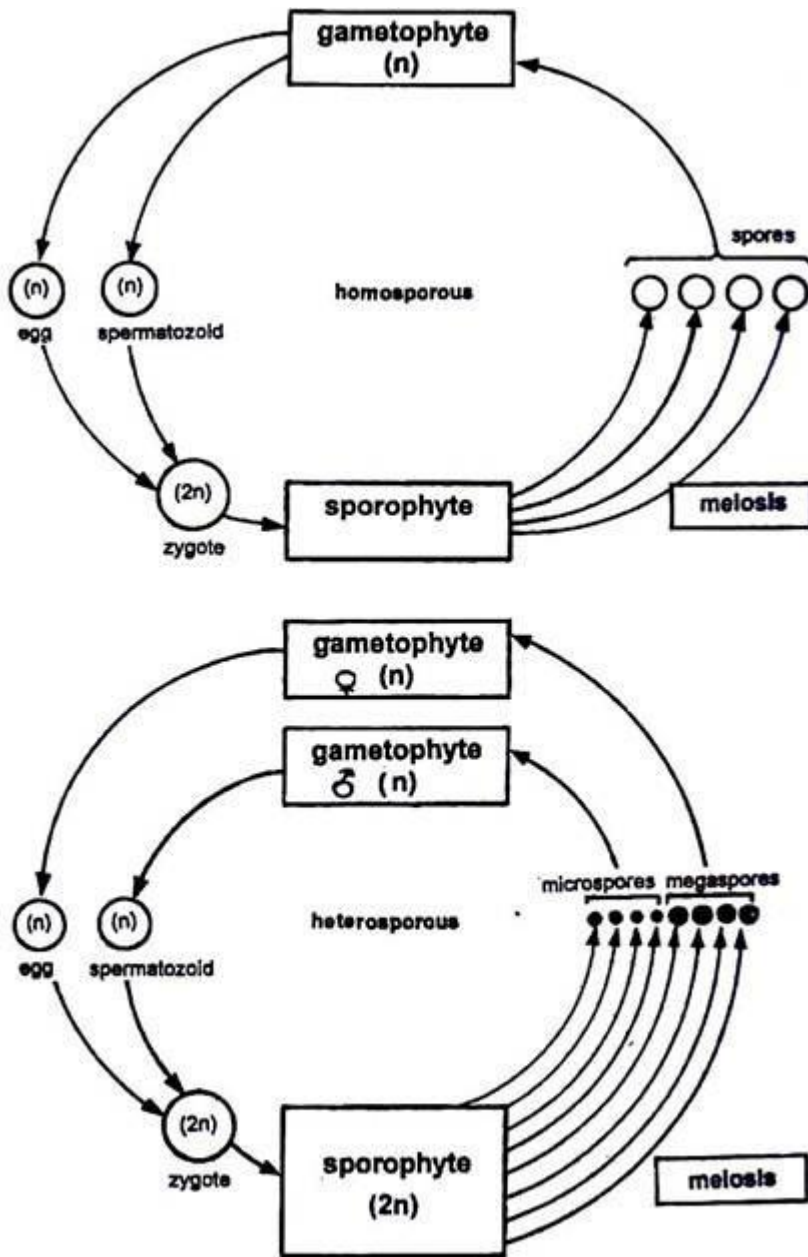 gametophyte
(n)
spores
(n)
(n)
homosporous
egg
spermatozoid
(2n)
sporophyte
meiosis
zygote
gametophyte
♀ (n)
gametophyte
♂ (n)
microspores megaspores
(n)
(n)
heterosporous
egg
spermatozoid
(2n)
sporophyte
(2n)
zygote
meiosis